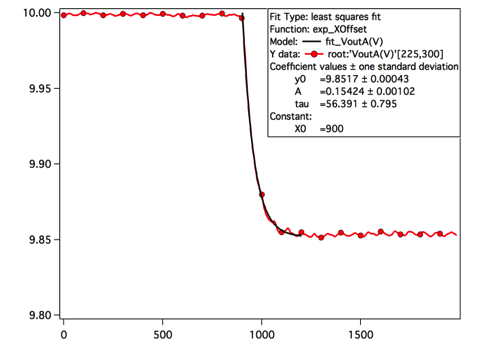 10.00
9.95
9.90
9.85
9.80
0
500
1000
1500
Fit Type: least squares fit
Function: exp_XOffset
Model: fit_VoutA(V)
Y data: root:'VoutA(V)'[225,300]
Coefficient values ± one standard deviation
y0 =9.8517 ± 0.00043
A =0.15424 ± 0.00102
tau =56.391 ± 0.795
Constant:
X0 =900